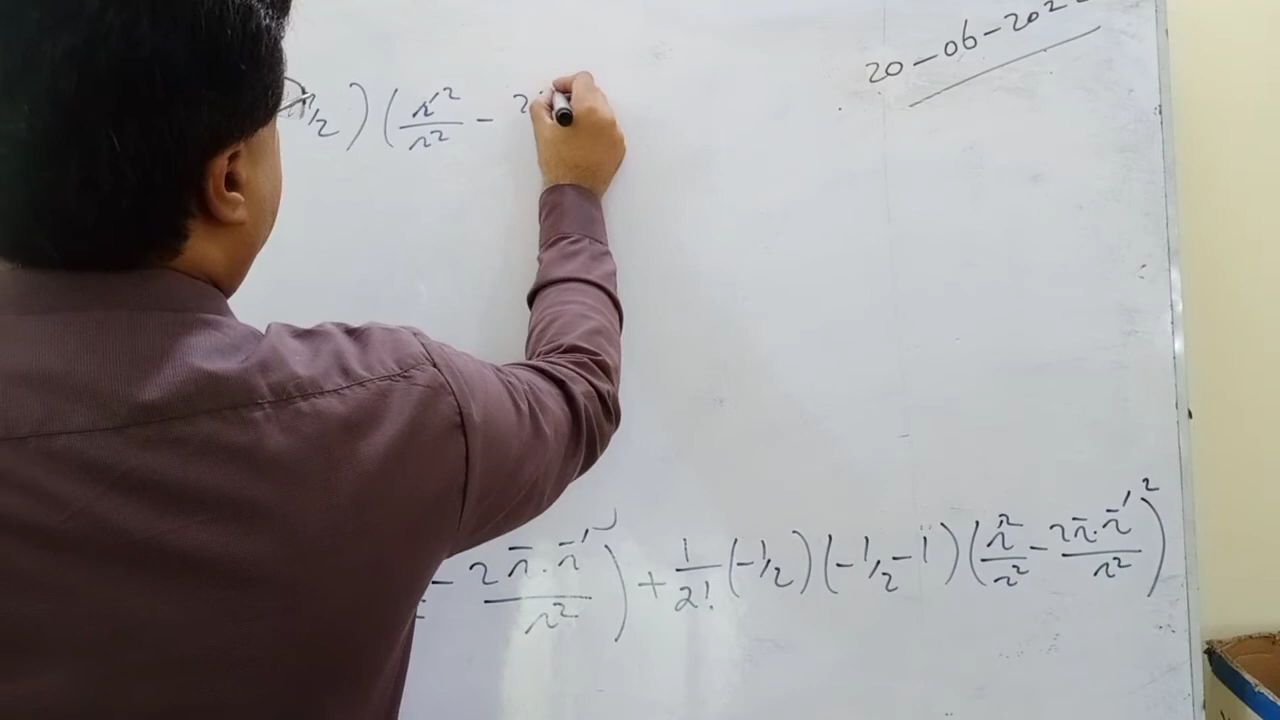 20-06-202
1/2 ) ( r'² / r² - 2
- 2 r̄ . r̄' / r² ) + 1/2! (-1/2) (-1/2 - 1) ( r'² / r² - 2 r̄ . r̄' / r² )²